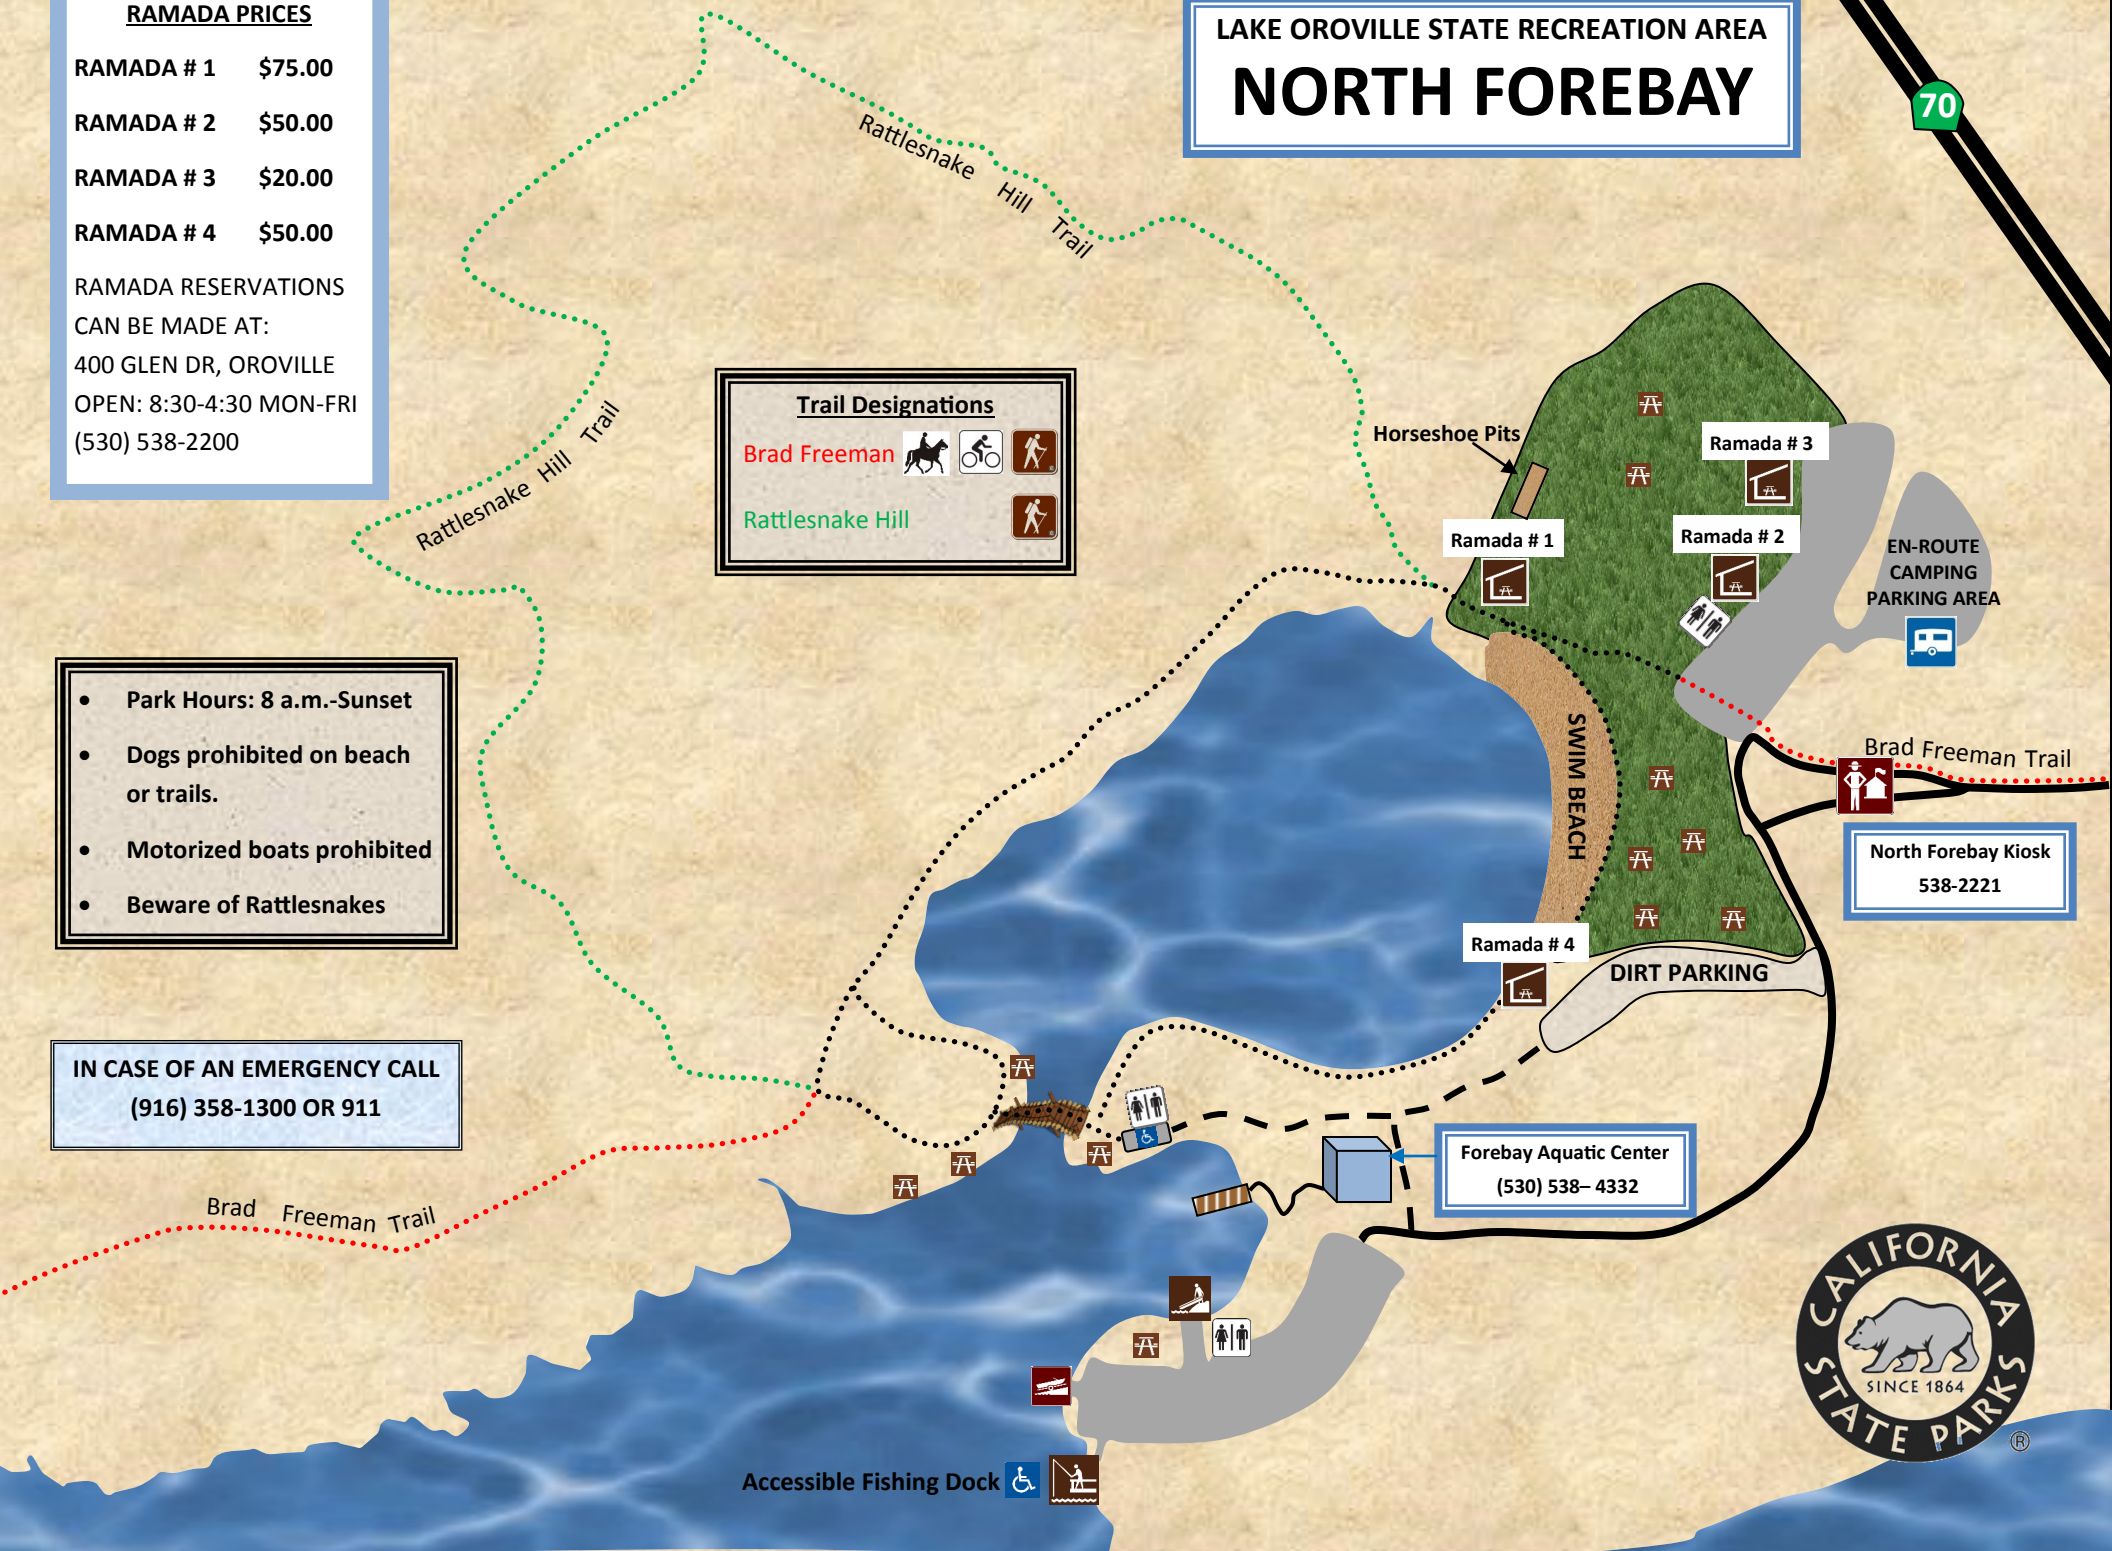 RAMADA PRICES
RAMADA # 1 $75.00
RAMADA # 2 $50.00
RAMADA # 3 $20.00
RAMADA # 4 $50.00
RAMADA RESERVATIONS
CAN BE MADE AT:
400 GLEN DR, OROVILLE
OPEN: 8:30-4:30 MON-FRI
(530) 538-2200
LAKE OROVILLE STATE RECREATION AREA
NORTH FOREBAY
70
Rattlesnake Hill Trail
Rattlesnake Hill Trail
Trail Designations
Brad Freeman
Rattlesnake Hill
Horseshoe Pits
Ramada # 3
Ramada # 1
Ramada # 2
EN-ROUTE
CAMPING
PARKING AREA
• Park Hours: 8 a.m.-Sunset
• Dogs prohibited on beach
or trails.
• Motorized boats prohibited
• Beware of Rattlesnakes
SWIM BEACH
Brad Freeman Trail
North Forebay Kiosk
538-2221
Ramada # 4
DIRT PARKING
IN CASE OF AN EMERGENCY CALL
(916) 358-1300 OR 911
Forebay Aquatic Center
(530) 538– 4332
Brad Freeman Trail
Accessible Fishing Dock
CALIFORNIA
SINCE 1864
STATE PARKS
®